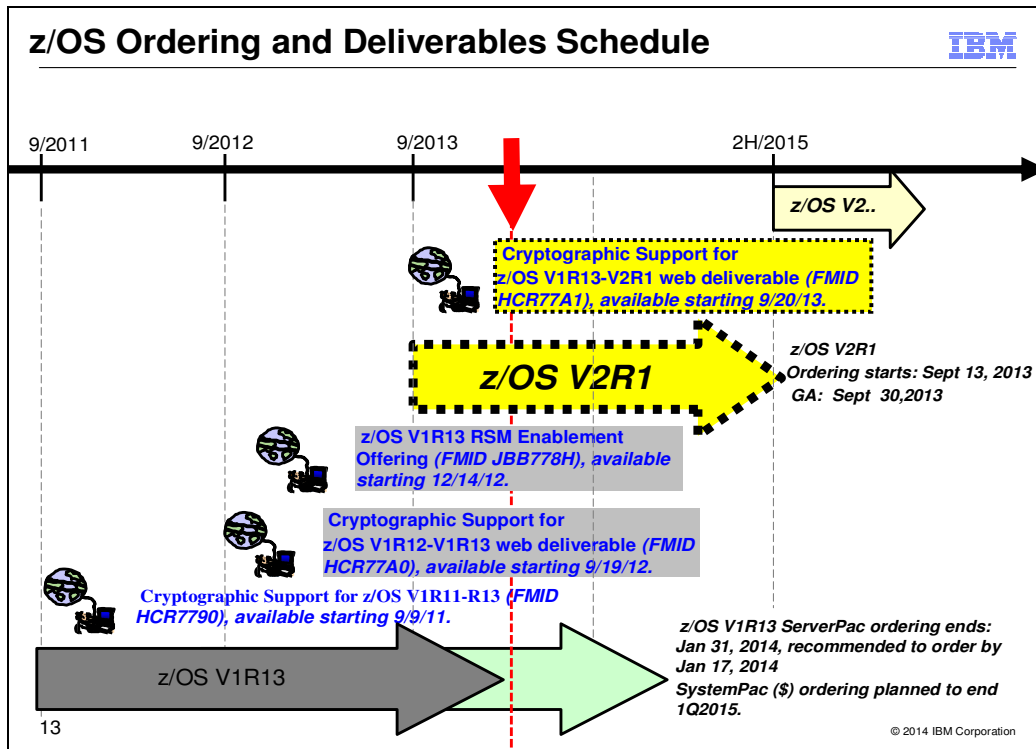 z/OS Ordering and Deliverables Schedule
IBM
9/2011
9/2012
9/2013
2H/2015
z/OS V2..
Cryptographic Support for
z/OS V1R13-V2R1 web deliverable (FMID
HCR77A1), available starting 9/20/13.
z/OS V2R1
z/OS V2R1
Ordering starts: Sept 13, 2013
GA: Sept 30,2013
z/OS V1R13 RSM Enablement
Offering (FMID JBB778H), available
starting 12/14/12.
Cryptographic Support for
z/OS V1R12-V1R13 web deliverable (FMID
HCR77A0), available starting 9/19/12.
Cryptographic Support for z/OS V1R11-R13 (FMID
HCR7790), available starting 9/9/11.
z/OS V1R13
z/OS V1R13 ServerPac ordering ends:
Jan 31, 2014, recommended to order by
Jan 17, 2014
SystemPac ($) ordering planned to end
1Q2015.
13
© 2014 IBM Corporation